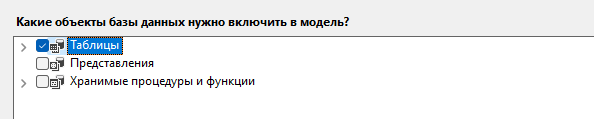 Какие объекты базы данных нужно включить в модель?
Таблицы
Представления
Хранимые процедуры и функции